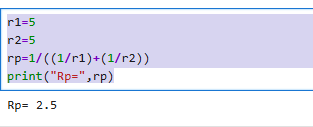 r1=5
r2=5
rp=1/((1/r1)+(1/r2))
print("Rp=",rp)
Rp= 2.5